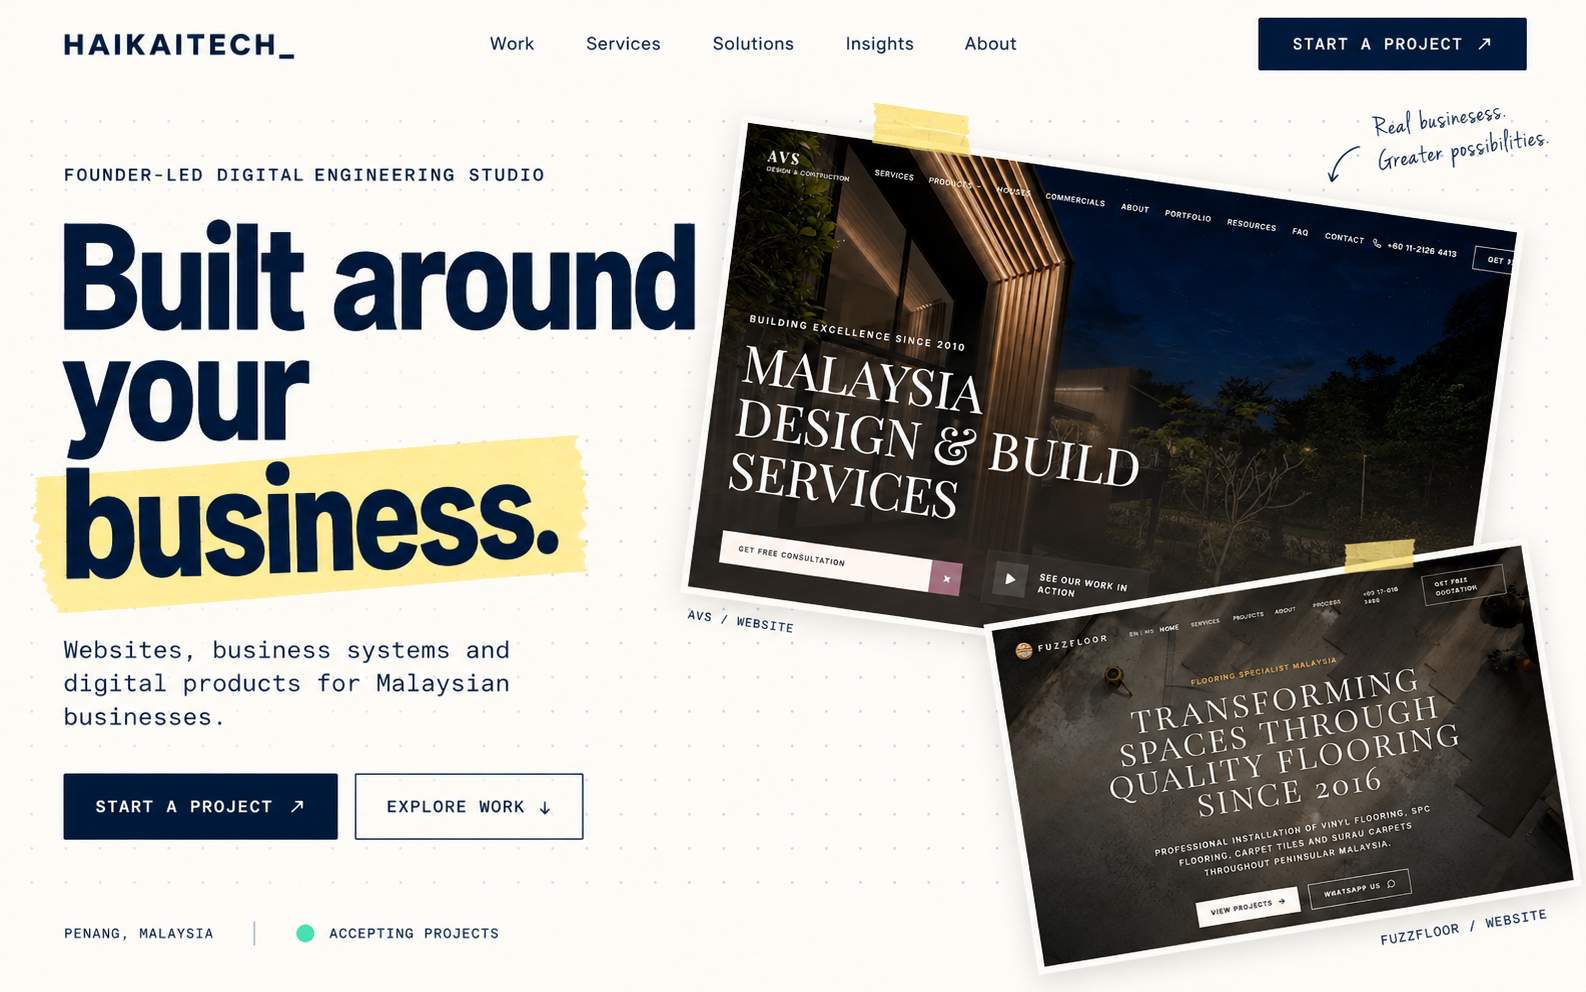 HAIKAITECH_
Work Services Solutions Insights About
START A PROJECT ↗
Real businesess.
Greater possibilities.
FOUNDER-LED DIGITAL ENGINEERING STUDIO
Built around
your
business.
Websites, business systems and
digital products for Malaysian
businesses.
START A PROJECT ↗
EXPLORE WORK ↓
PENANG, MALAYSIA
ACCEPTING PROJECTS
AVS
SERVICES PRODUCTS HOUSES COMMERCIALS ABOUT PORTFOLIO RESOURCES FAQ CONTACT +60 11-2126 4413 GET
BUILDING EXCELLENCE SINCE 2010
MALAYSIA
DESIGN & BUILD
SERVICES
GET FREE CONSULTATION
SEE OUR WORK IN
ACTION
AVS / WEBSITE
FUZZFLOOR
EN | MS HOME SERVICES PROJECTS ABOUT PROCESS
FLOORING SPECIALIST MALAYSIA
TRANSFORMING
SPACES THROUGH
QUALITY FLOORING
SINCE 2016
PROFESSIONAL INSTALLATION OF VINYL FLOORING, SPC
FLOORING, CARPET TILES AND SURAU CARPETS
THROUGHOUT PENINSULAR MALAYSIA.
VIEW PROJECTS →
WHATSAPP US
FUZZFLOOR / WEBSITE